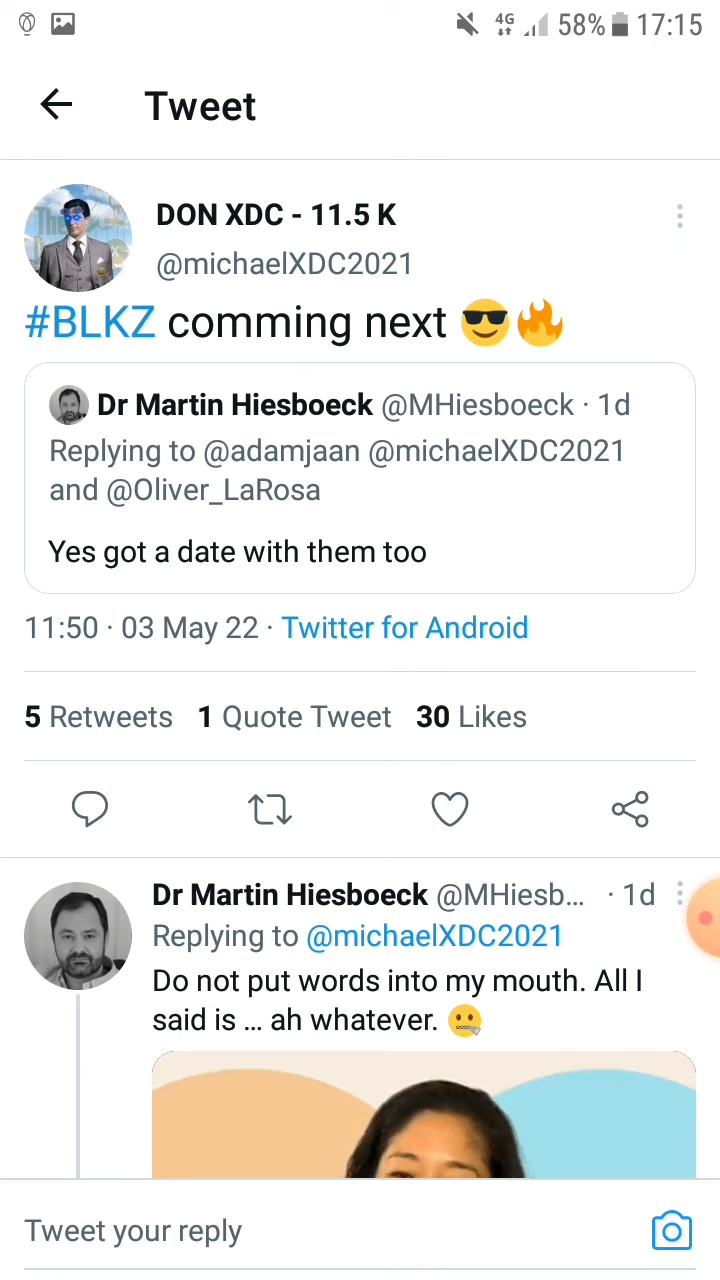 4G 58% 17:15
Tweet
DON XDC - 11.5 K
@michaelXDC2021
#BLKZ comming next 😎🔥
Dr Martin Hiesboeck @MHiesboeck · 1d
Replying to @adamjaan @michaelXDC2021
and @Oliver_LaRosa
Yes got a date with them too
11:50 · 03 May 22 · Twitter for Android
5 Retweets 1 Quote Tweet 30 Likes
Dr Martin Hiesboeck @MHiesb... · 1d
Replying to @michaelXDC2021
Do not put words into my mouth. All I
said is ... ah whatever. 🤐
Tweet your reply